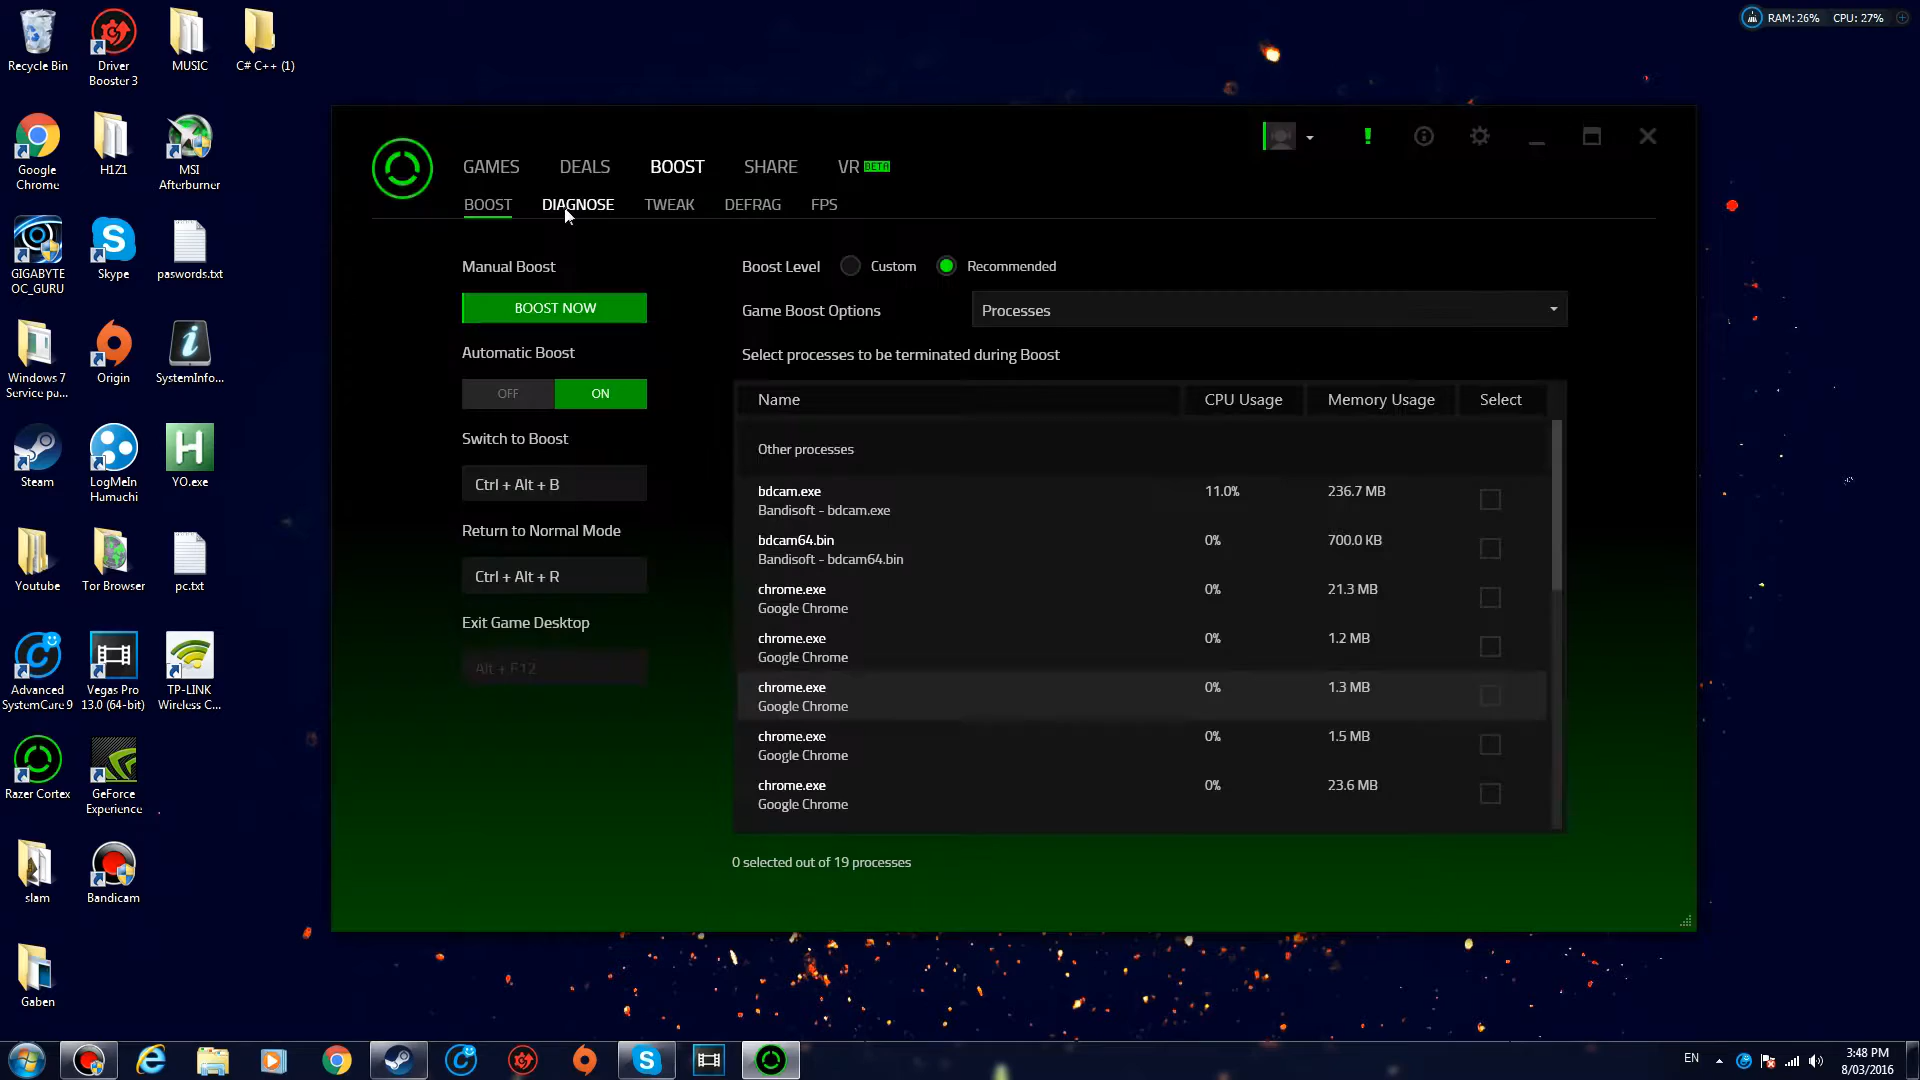 RAM: 26% CPU: 27%
Recycle Bin
Driver
Booster 3
MUSIC
C# C++ (1)
Google
Chrome
H1Z1
MSI
Afterburner
GIGABYTE
OC_GURU
Skype
paswords.txt
Windows 7
Service pa...
Origin
SystemInfo...
Steam
LogMeIn
Hamachi
YO.exe
Youtube
Tor Browser
pc.txt
Advanced
SystemCare 9
Vegas Pro
13.0 (64-bit)
TP-LINK
Wireless C...
Razer Cortex
GeForce
Experience
slam
Bandicam
Gaben
GAMES DEALS BOOST SHARE VR BETA
BOOST DIAGNOSE TWEAK DEFRAG FPS
Manual Boost
BOOST NOW
Automatic Boost
OFF ON
Switch to Boost
Ctrl + Alt + B
Return to Normal Mode
Ctrl + Alt + R
Exit Game Desktop
Alt + F12
Boost Level Custom Recommended
Game Boost Options Processes
Select processes to be terminated during Boost
Name CPU Usage Memory Usage Select
Other processes
bdcam.exe 11.0% 236.7 MB
Bandisoft - bdcam.exe
bdcam64.bin 0% 700.0 KB
Bandisoft - bdcam64.bin
chrome.exe 0% 21.3 MB
Google Chrome
chrome.exe 0% 1.2 MB
Google Chrome
chrome.exe 0% 1.3 MB
Google Chrome
chrome.exe 0% 1.5 MB
Google Chrome
chrome.exe 0% 23.6 MB
Google Chrome
0 selected out of 19 processes
EN
3:48 PM
8/03/2016